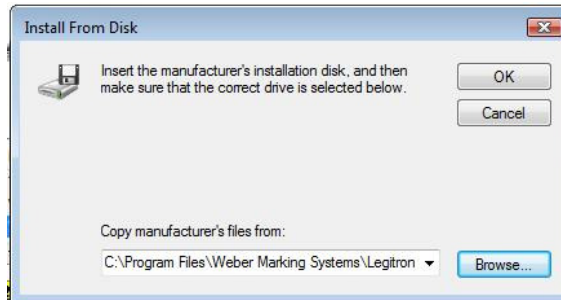 Install From Disk
Insert the manufacturer's installation disk, and then
make sure that the correct drive is selected below.
OK
Cancel
Copy manufacturer's files from:
C:\Program Files\Weber Marking Systems\Legitron
Browse...